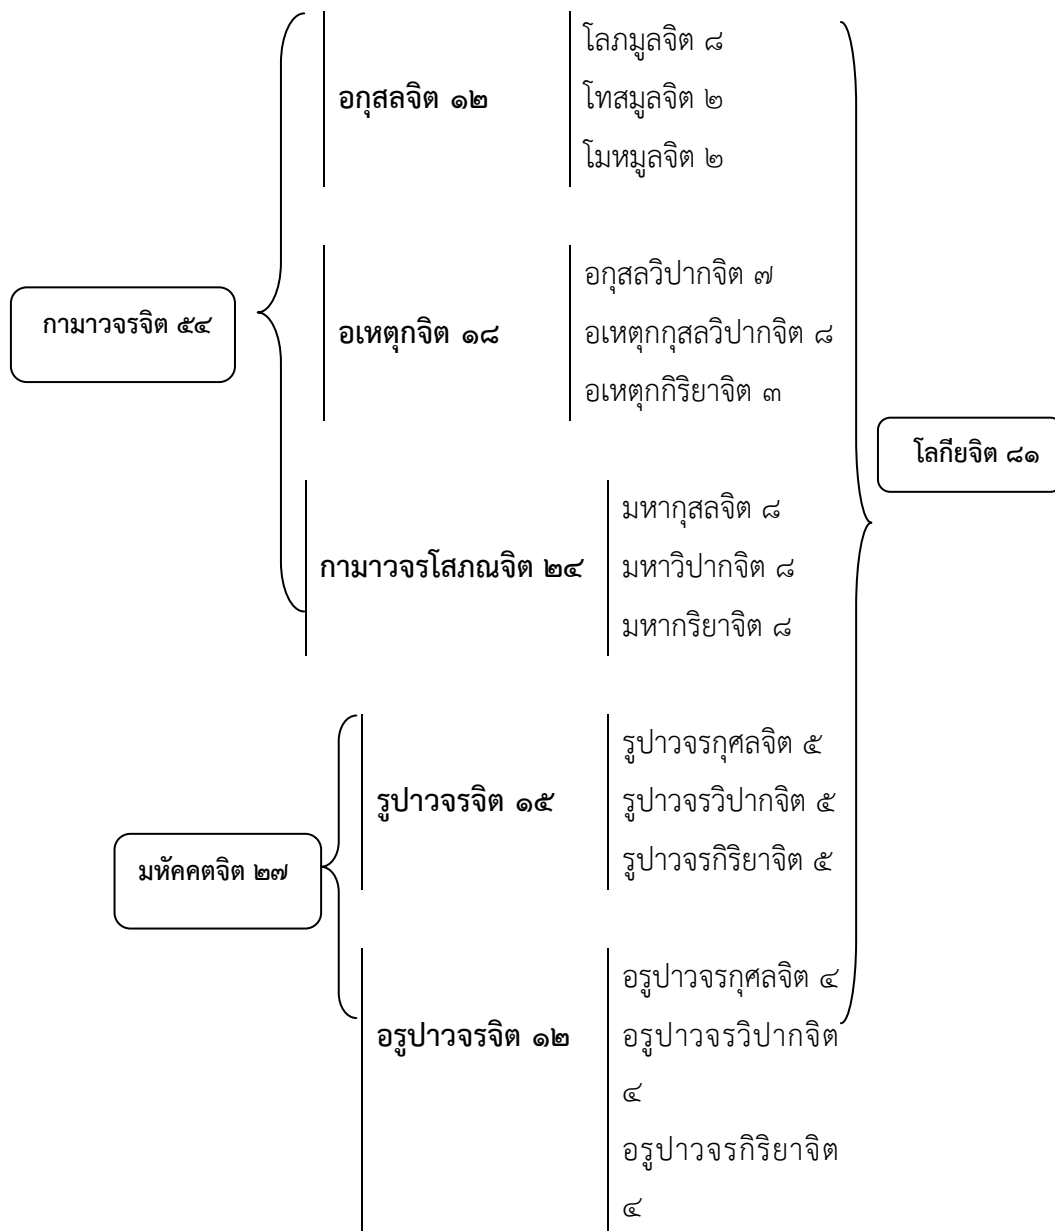 โลภมูลจิต ๘
อกุสลจิต ๑๒
โทสมูลจิต ๒
โมหมูลจิต ๒
อกุสลวิปากจิต ๗
กามาวจรจิต ๕๔
อเหตุกจิต ๑๘
อเหตุกกุสลวิปากจิต ๘
อเหตุกกิริยาจิต ๓
โลกียจิต ๘๑
มหากุสลจิต ๘
กามาวจรโสภณจิต ๒๔
มหาวิปากจิต ๘
มหากริยาจิต ๘
รูปาวจรกุศลจิต ๕
รูปาวจรจิต ๑๕
รูปาวจรวิปากจิต ๕
มหัคคตจิต ๒๗
รูปาวจรกิริยาจิต ๕
อรูปาวจรกุศลจิต ๔
อรูปาวจรจิต ๑๒
อรูปาวจรวิปากจิต
๔
อรูปาวจรกิริยาจิต
๔